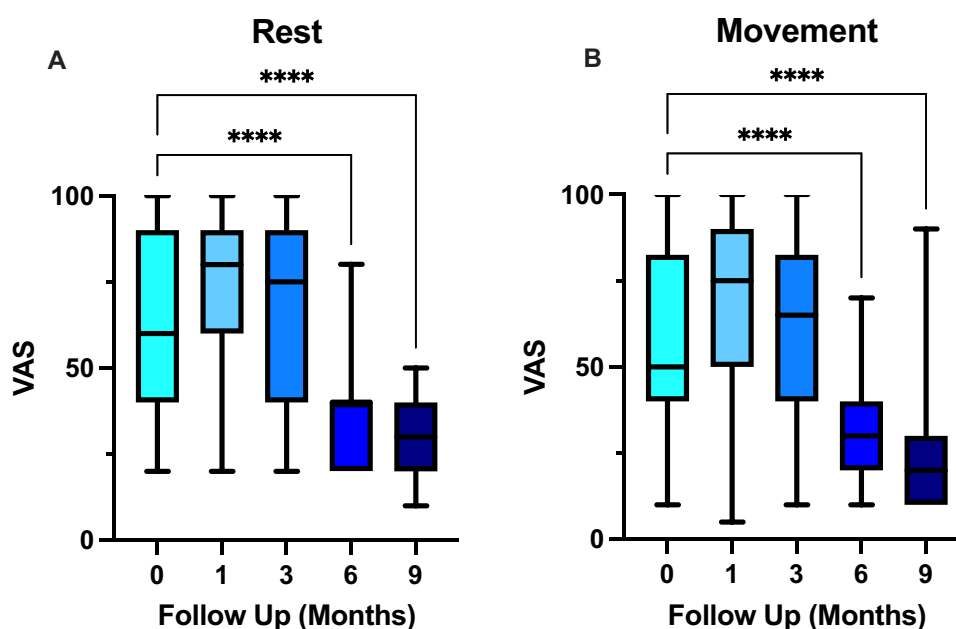 Rest
A
****
****
VAS
100
50
0
0 1 3 6 9
Follow Up (Months)
Movement
B
****
****
VAS
100
50
0
0 1 3 6 9
Follow Up (Months)